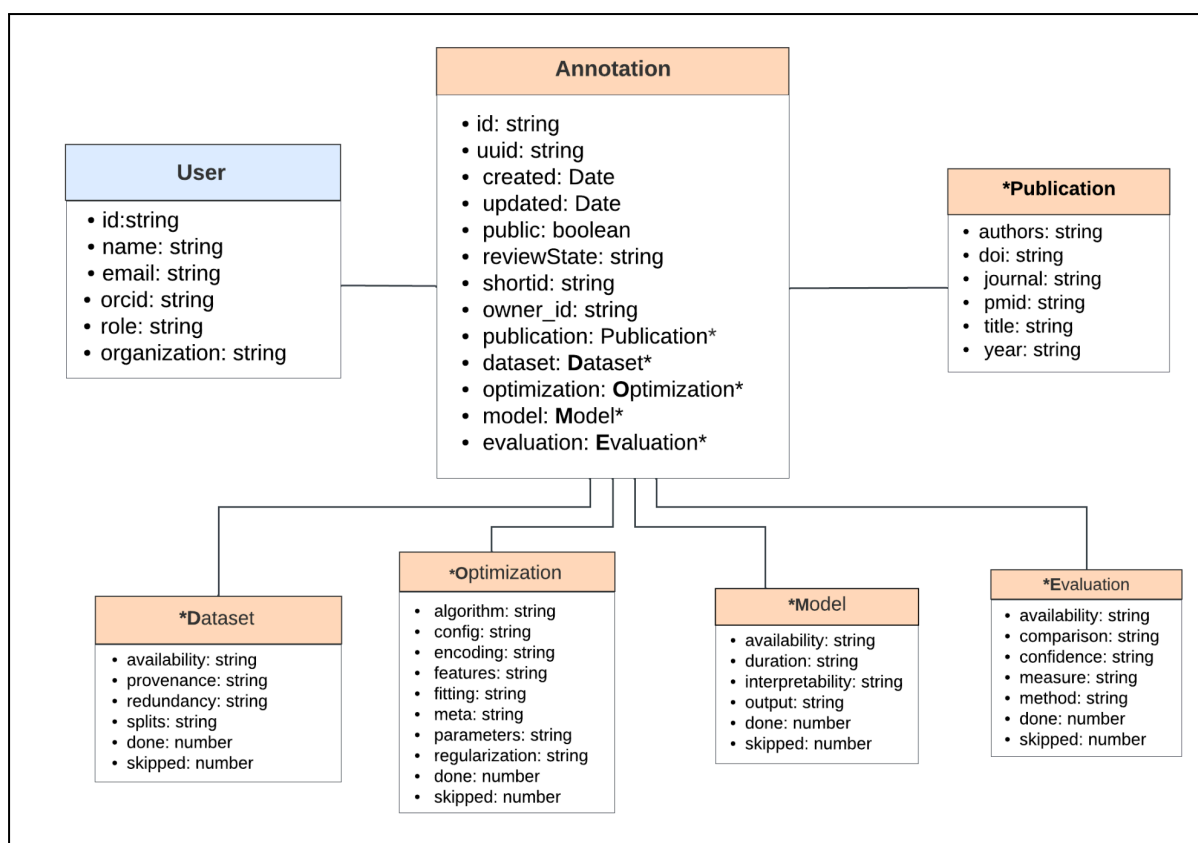 Annotation
• id: string
• uuid: string
• created: Date
• updated: Date
• public: boolean
• reviewState: string
• shortid: string
• owner_id: string
• publication: Publication*
• dataset: Dataset*
• optimization: Optimization*
• model: Model*
• evaluation: Evaluation*
User
• id:string
• name: string
• email: string
• orcid: string
• role: string
• organization: string
*Publication
• authors: string
• doi: string
• journal: string
• pmid: string
• title: string
• year: string
*Dataset
• availability: string
• provenance: string
• redundancy: string
• splits: string
• done: number
• skipped: number
*Optimization
• algorithm: string
• config: string
• encoding: string
• features: string
• fitting: string
• meta: string
• parameters: string
• regularization: string
• done: number
• skipped: number
*Model
• availability: string
• duration: string
• interpretability: string
• output: string
• done: number
• skipped: number
*Evaluation
• availability: string
• comparison: string
• confidence: string
• measure: string
• method: string
• done: number
• skipped: number